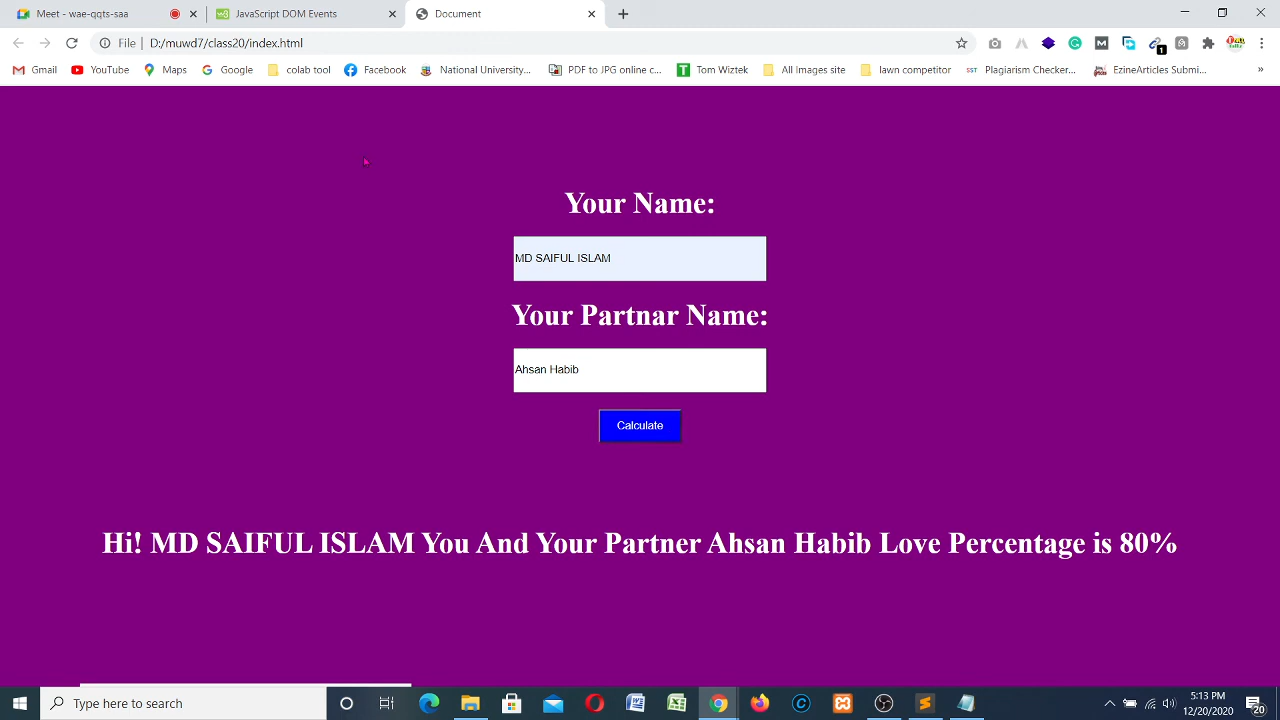 Meet - wae-qqts-saa
JavaScript DOM Events
Document
File D:/muwd7/class20/index.html
Gmail YouTube Maps Google colab tool Facebook National Universit... PDF to JPG online c... Tom Wiztek All Images site lawn competitor SST Plagiarism Checker... EzineArticles Submi... »
Your Name:
MD SAIFUL ISLAM
Your Partnar Name:
Ahsan Habib
Calculate
Hi! MD SAIFUL ISLAM You And Your Partner Ahsan Habib Love Percentage is 80%
Type here to search
5:13 PM
12/20/2020
20